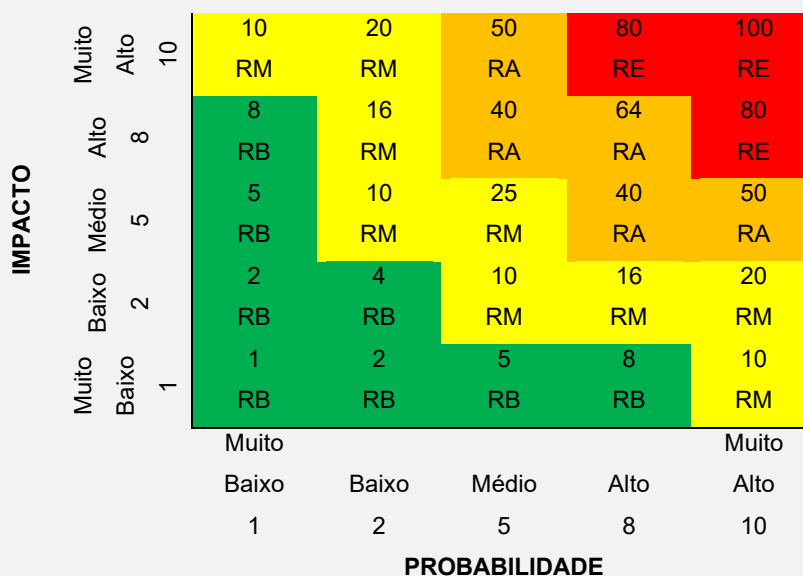 IMPACTO
Muito Alto 10
10 20 50 80 100
RM RM RA RE RE
Alto 8
8 16 40 64 80
RB RM RA RA RE
Médio 5
5 10 25 40 50
RB RM RM RA RA
Baixo 2
2 4 10 16 20
RB RB RM RM RM
Muito Baixo 1
1 2 5 8 10
RB RB RB RB RM
Muito Muito
Baixo Baixo Médio Alto Alto
1 2 5 8 10
PROBABILIDADE